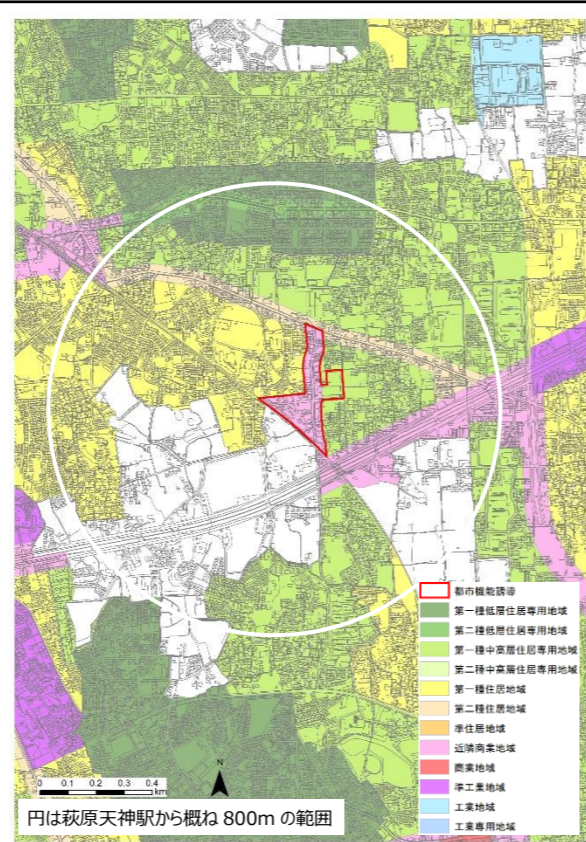 都市機能誘導
第一種低層住居専用地域
第二種低層住居専用地域
第一種中高層住居専用地域
第二種中高層住居専用地域
第一種住居地域
第二種住居地域
準住居地域
近隣商業地域
商業地域
準工業地域
工業地域
工業専用地域
0 0.1 0.2 0.3 0.4
km
N
円は萩原天神駅から概ね 800m の範囲